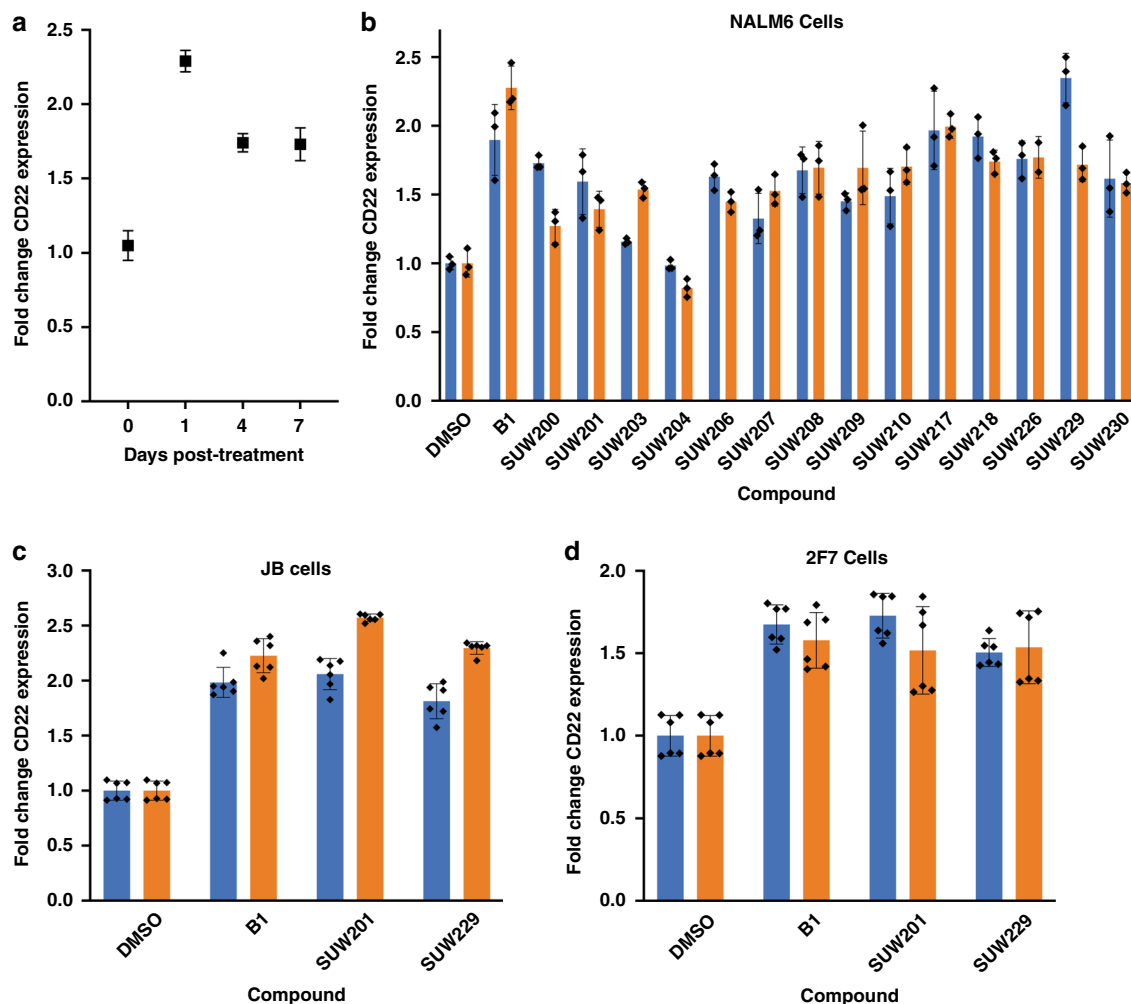 a
Fold change CD22 expression
2.5
2.0
1.5
1.0
0.5
0.0
0 1 4 7
Days post-treatment
b
NALM6 Cells
Fold change CD22 expression
2.5
2.0
1.5
1.0
0.5
0.0
DMSO
B1
SUW200
SUW201
SUW203
SUW204
SUW206
SUW207
SUW208
SUW209
SUW210
SUW217
SUW218
SUW226
SUW229
SUW230
Compound
c
JB cells
Fold change CD22 expression
3.0
2.5
2.0
1.5
1.0
0.5
0.0
DMSO
B1
SUW201
SUW229
Compound
d
2F7 Cells
Fold change CD22 expression
2.0
1.5
1.0
0.5
0.0
DMSO
B1
SUW201
SUW229
Compound